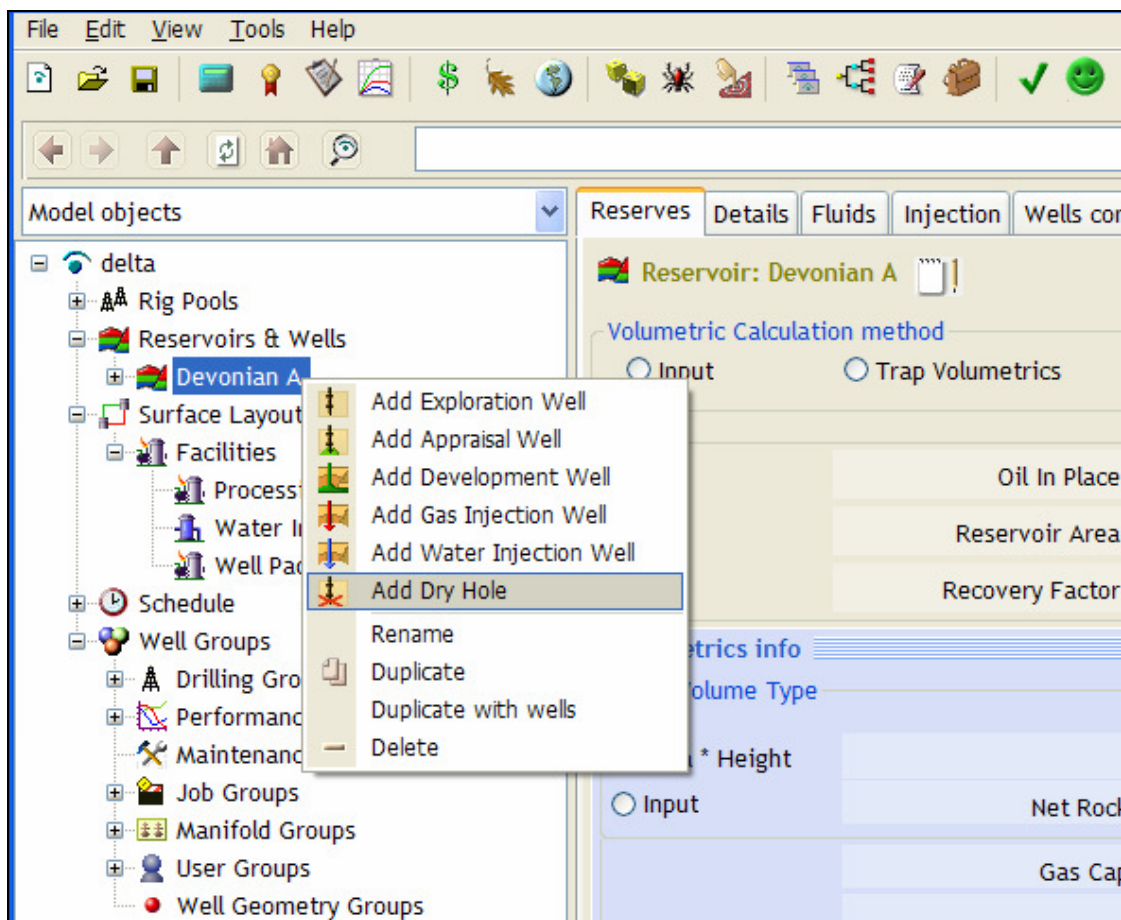 File Edit View Tools Help
Model objects
delta
Rig Pools
Reservoirs & Wells
Devonian A
Surface Layout
Facilities
Process
Water I
Well Pad
Schedule
Well Groups
Drilling Gro
Performanc
Maintenanc
Job Groups
Manifold Groups
User Groups
Well Geometry Groups
Add Exploration Well
Add Appraisal Well
Add Development Well
Add Gas Injection Well
Add Water Injection Well
Add Dry Hole
Rename
Duplicate
Duplicate with wells
Delete
Reserves Details Fluids Injection Wells con
Reservoir: Devonian A
Volumetric Calculation method
Input Trap Volumetrics
Oil In Place
Reservoir Area
Recovery Factor
etrics info
olume Type
* Height
Input Net Rock
Gas Cap